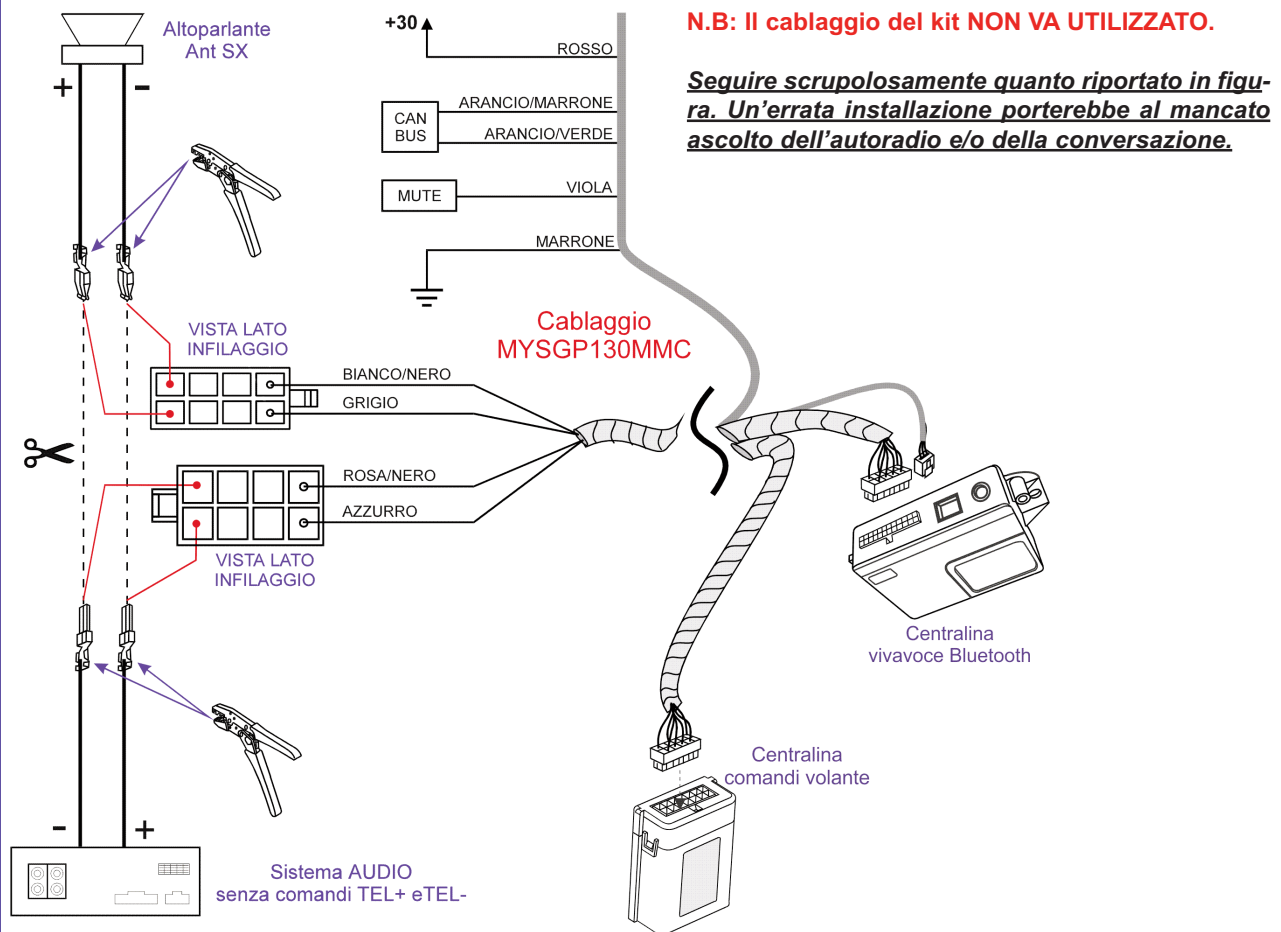 Altoparlante
Ant SX
+ -
+30
ROSSO
CAN
BUS
ARANCIO/MARRONE
ARANCIO/VERDE
MUTE
VIOLA
MARRONE
N.B: Il cablaggio del kit NON VA UTILIZZATO.
Seguire scrupolosamente quanto riportato in figu-
ra. Un’errata installazione porterebbe al mancato
ascolto dell’autoradio e/o della conversazione.
Cablaggio
MYSGP130MMC
VISTA LATO
INFILAGGIO
BIANCO/NERO
GRIGIO
ROSA/NERO
AZZURRO
VISTA LATO
INFILAGGIO
Centralina
vivavoce Bluetooth
Centralina
comandi volante
- +
Sistema AUDIO
senza comandi TEL+ eTEL-